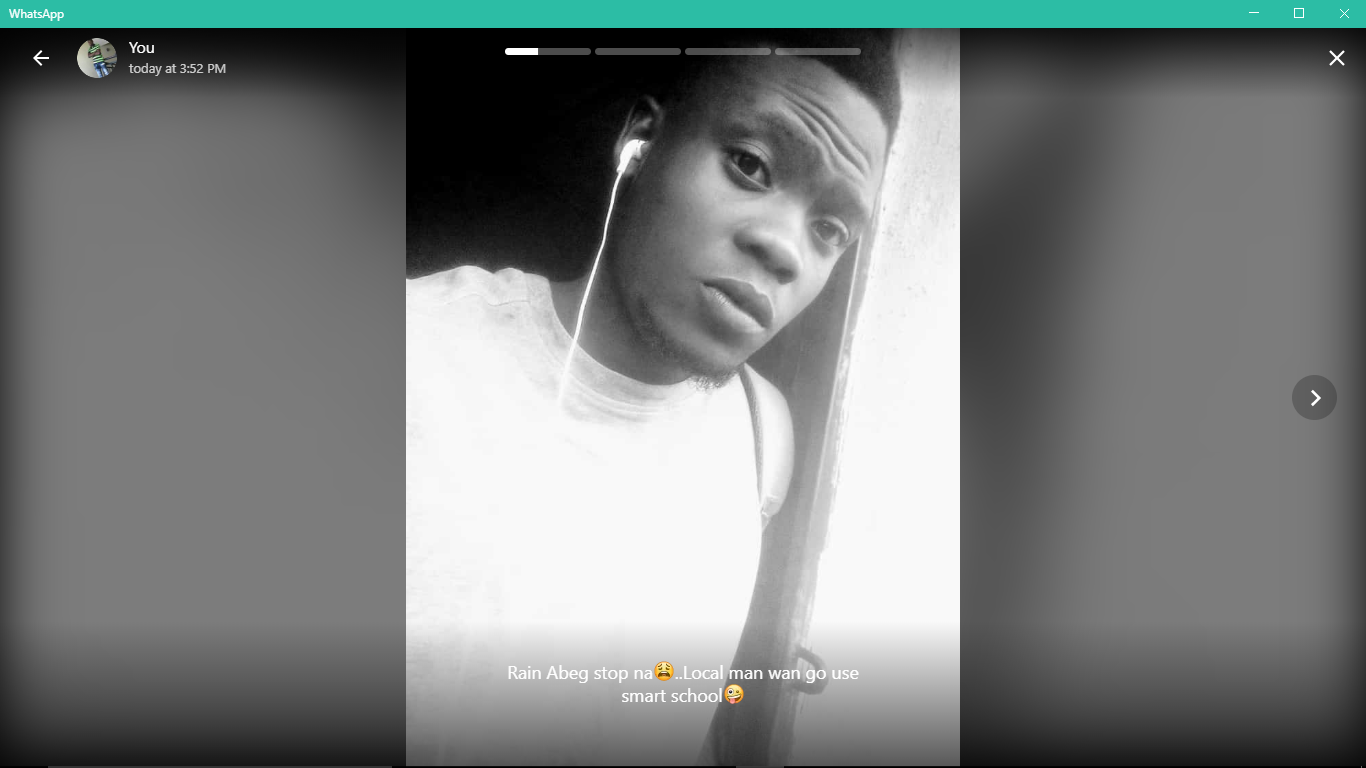 WhatsApp
You
today at 3:52 PM
Rain Abeg stop na😩..Local man wan go use
smart school🤪